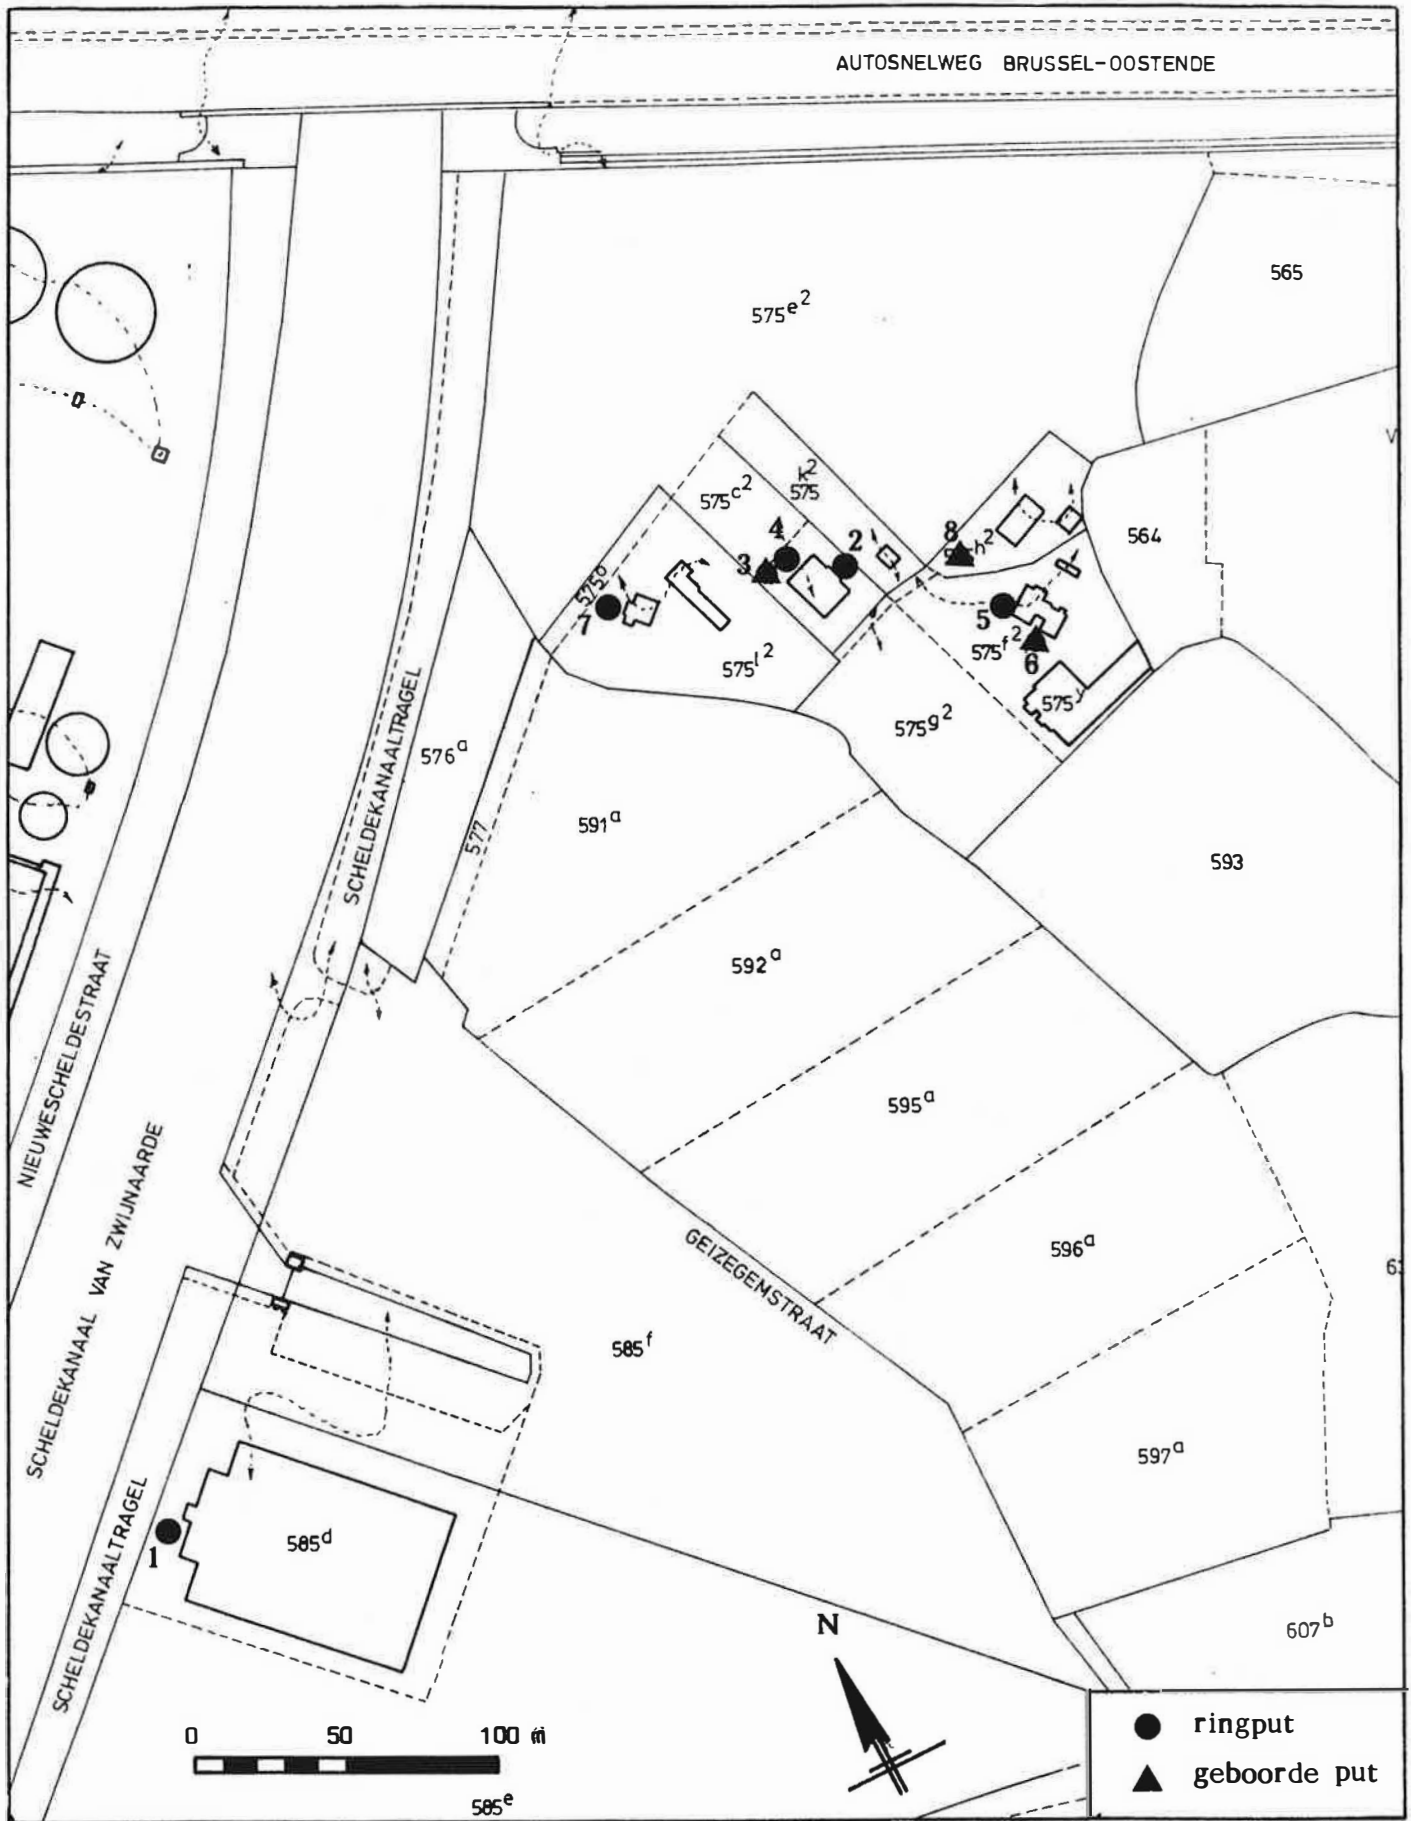 AUTOSNELWEG BRUSSEL-OOSTENDE
565
575e²
k²
575
575c²
4
2
8
h²
564
3
575o
7
5
575f²
6
575l²
575j
575g²
576a
577
SCHELDEKANAALTRAGEL
591a
593
592a
NIEUWESCHELDESTRAAT
595a
SCHELDEKANAAL VAN ZWIJNAARDE
GEIZEGEMSTRAAT
596a
585f
597a
585d
1
SCHELDEKANAALTRAGEL
N
607b
0 50 100 m
585e
ringput
geboorde put